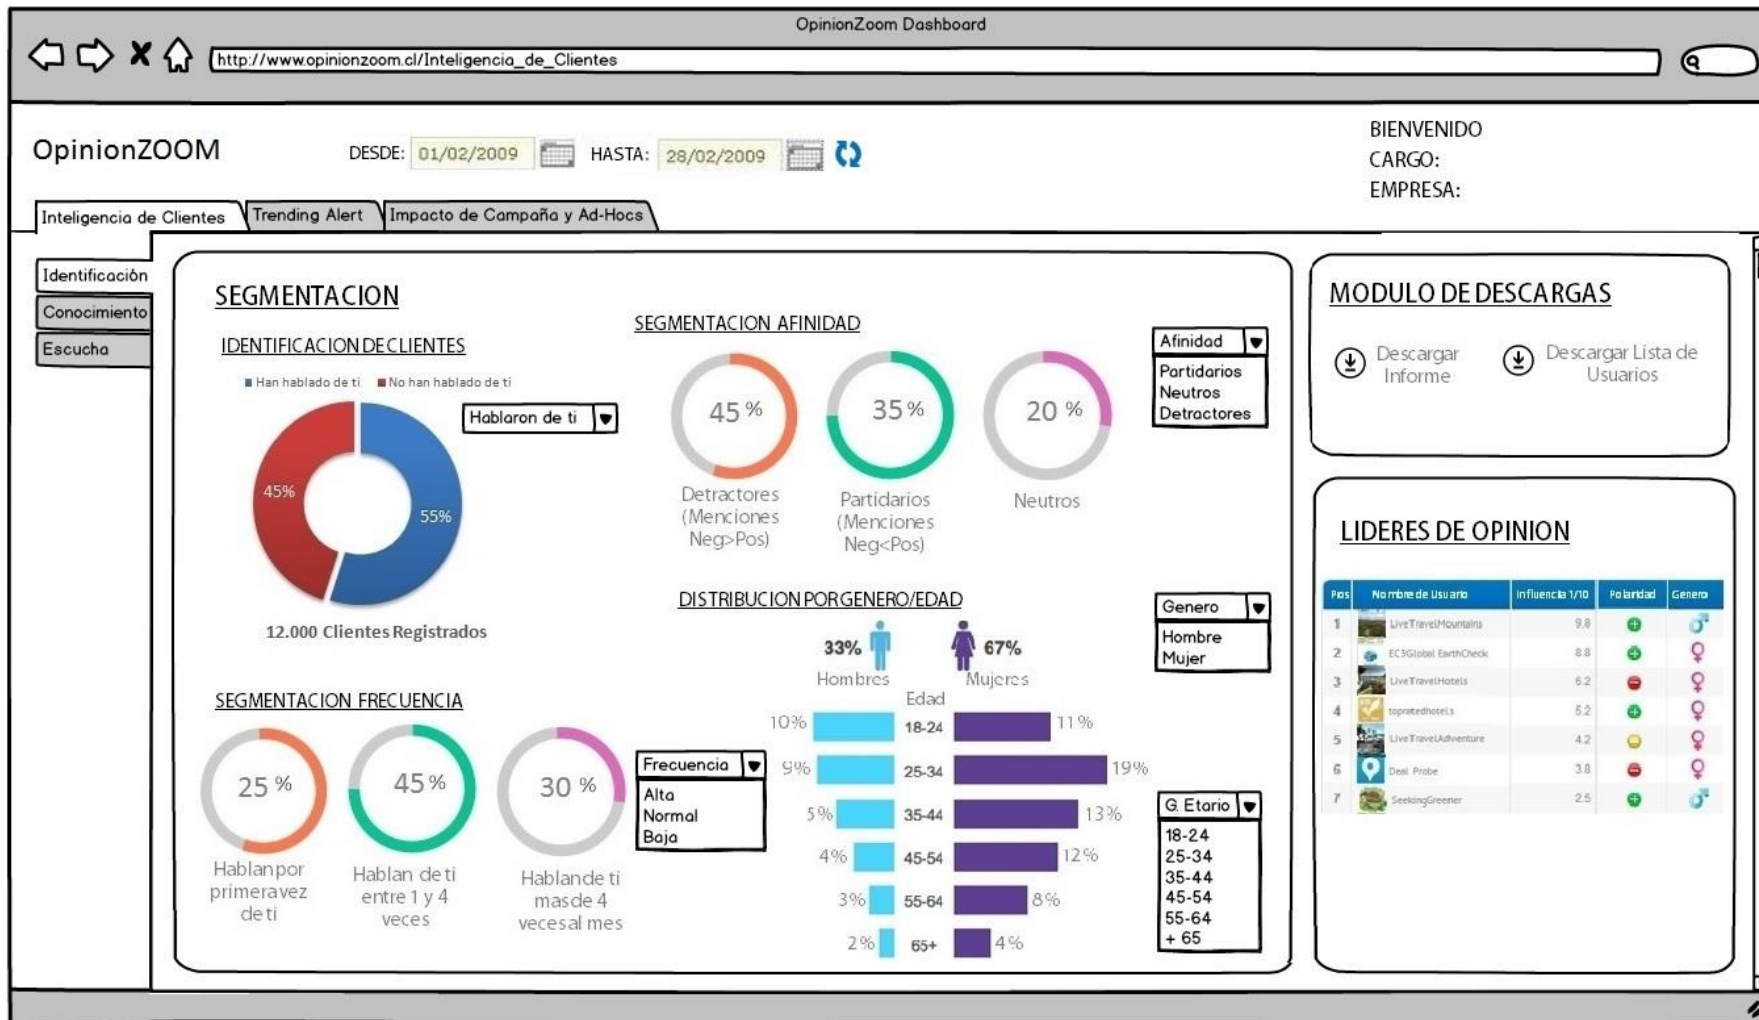 OpinionZoom Dashboard
http://www.opinionzoom.cl/Inteligencia_de_Clientes
OpinionZOOM
DESDE: 01/02/2009 HASTA: 28/02/2009
BIENVENIDO
CARGO:
EMPRESA:
Inteligencia de Clientes Trending Alert Impacto de Campaña y Ad-Hocs
Identificación
Conocimiento
Escucha
SEGMENTACION
IDENTIFICACION DE CLIENTES
Han hablado de ti No han hablado de ti
Hablaron de ti
45%
55%
12.000 Clientes Registrados
SEGMENTACION AFINIDAD
45 % 35 % 20 %
Detractores
(Menciones
Neg>Pos)
Partidarios
(Menciones
Neg<Pos)
Neutros
Afinidad
Partidarios
Neutros
Detractores
SEGMENTACION FRECUENCIA
25 % 45 % 30 %
Hablan por
primera vez
de ti
Hablan de ti
entre 1 y 4
veces
Hablan de ti
mas de 4
veces al mes
Frecuencia
Alta
Normal
Baja
DISTRIBUCION POR GENERO/EDAD
33% 67%
Hombres Mujeres
Edad
10% 18-24 11%
9% 25-34 19%
5% 35-44 13%
4% 45-54 12%
3% 55-64 8%
2% 65+ 4%
Genero
Hombre
Mujer
G. Etario
18-24
25-34
35-44
45-54
55-64
+ 65
MODULO DE DESCARGAS
Descargar
Informe
Descargar Lista de
Usuarios
LIDERES DE OPINION
Pos Nombre de Usuario Influencia 1/10 Polaridad Genero
1 LiveTravelMountains 9.8
2 EC3Global EarthCheck 8.8
3 LiveTravelHotels 6.2
4 topratedhotels 5.2
5 LiveTravelAdventure 4.2
6 Deal Probe 3.8
7 SeekingGreener 2.5